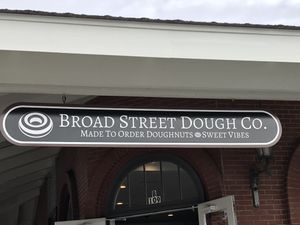 BROAD STREET DOUGH CO.
MADE TO ORDER DOUGHNUTS SWEET VIBES